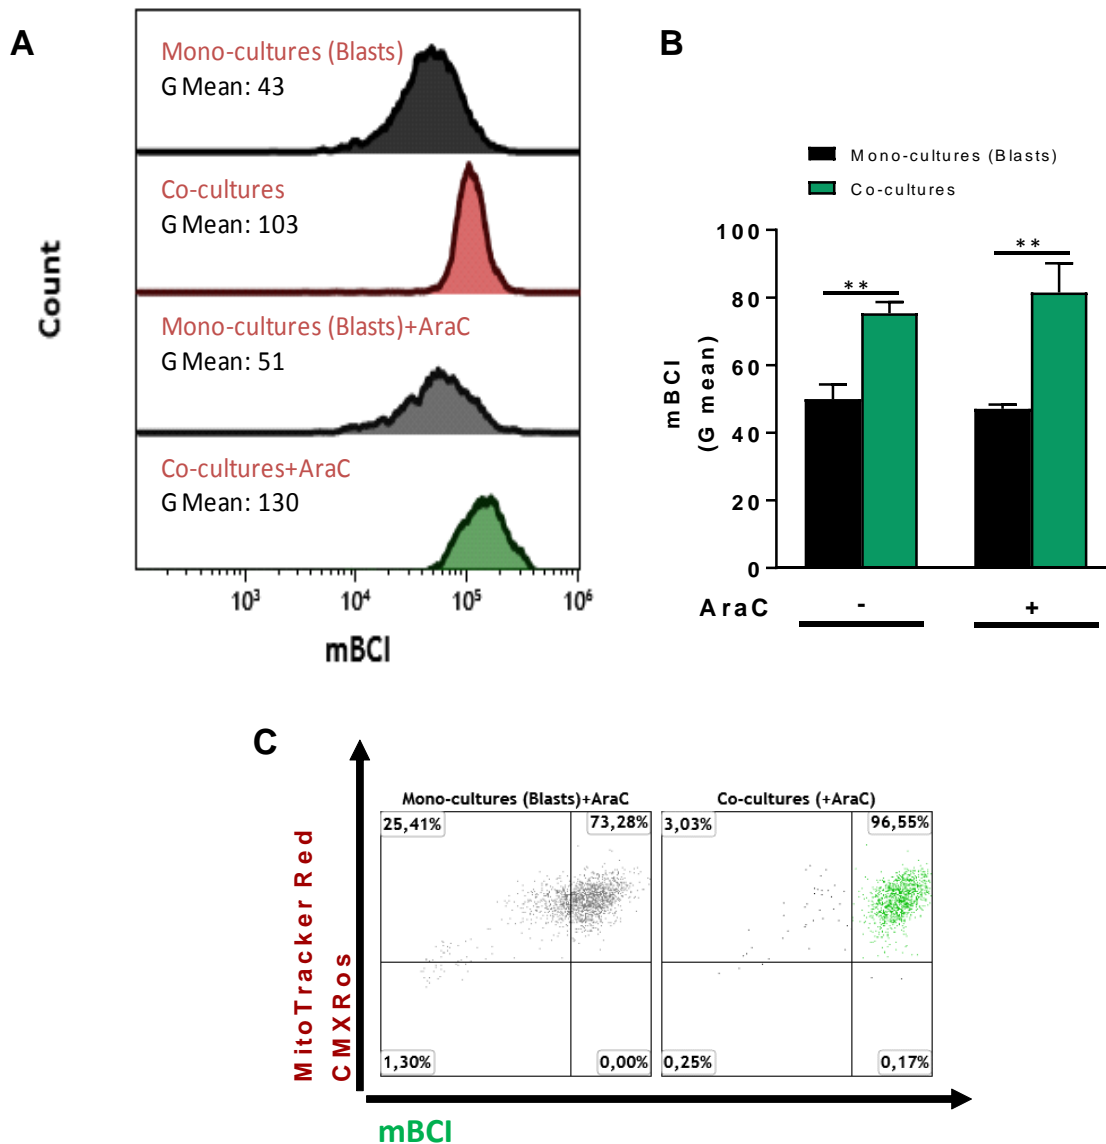 A
Mono-cultures (Blasts)
G Mean: 43
Co-cultures
G Mean: 103
Mono-cultures (Blasts)+AraC
G Mean: 51
Co-cultures+AraC
G Mean: 130
Count
10³ 10⁴ 10⁵ 10⁶
mBCI
B
Mono-cultures (Blasts)
Co-cultures
mBCI
(G mean)
100
80
60
40
20
0
**
**
AraC - +
C
Mono-cultures (Blasts)+AraC
25,41% 73,28%
1,30% 0,00%
Co-cultures (+AraC)
3,03% 96,55%
0,25% 0,17%
MitoTracker Red
CMXRos
mBCI